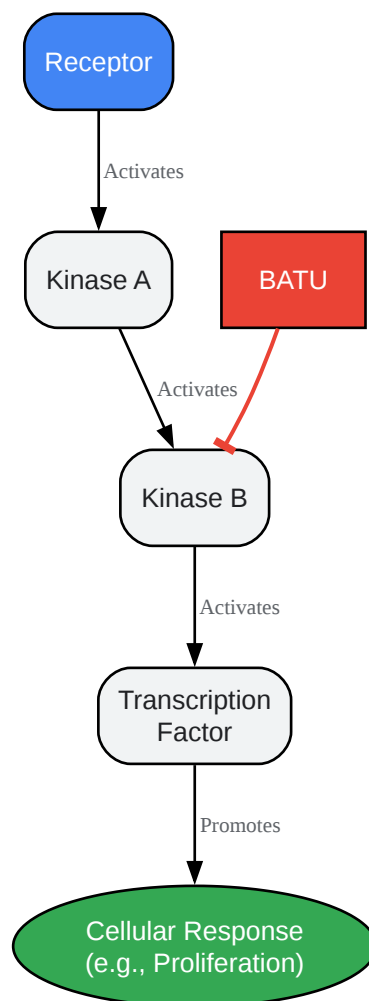 Receptor
Activates
Kinase A
BATU
Activates
Kinase B
Activates
Transcription
Factor
Promotes
Cellular Response
(e.g., Proliferation)